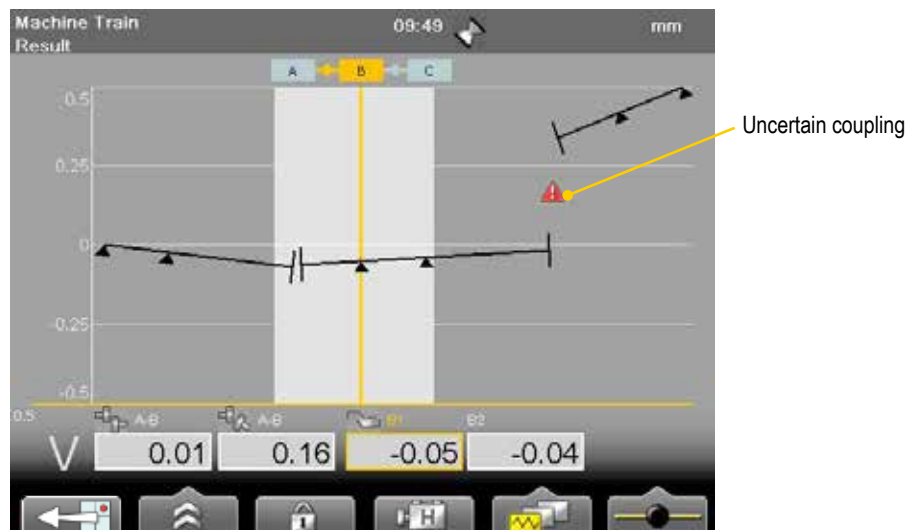 Machine Train
Result
09:49
mm
A B C
0.5
0.25
0
-0.25
-0.5
Uncertain coupling
0.5
A-B A-B B1 B2
V 0.01 0.16 -0.05 -0.04
1 H